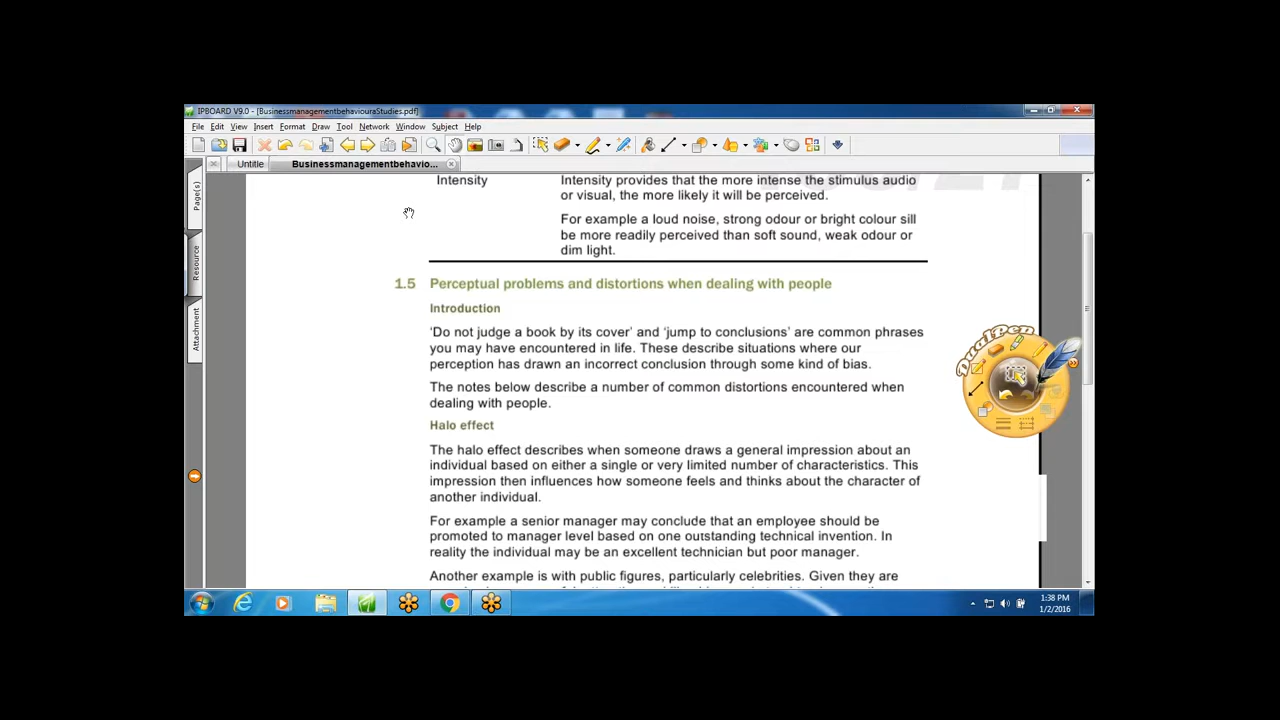 IPBOARD V9.0 - [BusinessmanagementbehaviouraStudies.pdf]
File Edit View Insert Format Draw Tool Network Window Subject Help
Untitle Businessmanagementbehavio...
Page(s)
Resource
Attachment
Intensity Intensity provides that the more intense the stimulus audio
or visual, the more likely it will be perceived.
For example a loud noise, strong odour or bright colour sill
be more readily perceived than soft sound, weak odour or
dim light.
1.5 Perceptual problems and distortions when dealing with people
Introduction
'Do not judge a book by its cover' and 'jump to conclusions' are common phrases
you may have encountered in life. These describe situations where our
perception has drawn an incorrect conclusion through some kind of bias.
The notes below describe a number of common distortions encountered when
dealing with people.
Halo effect
The halo effect describes when someone draws a general impression about an
individual based on either a single or very limited number of characteristics. This
impression then influences how someone feels and thinks about the character of
another individual.
For example a senior manager may conclude that an employee should be
promoted to manager level based on one outstanding technical invention. In
reality the individual may be an excellent technician but poor manager.
Another example is with public figures, particularly celebrities. Given they are
DualPen
1:38 PM
1/2/2016